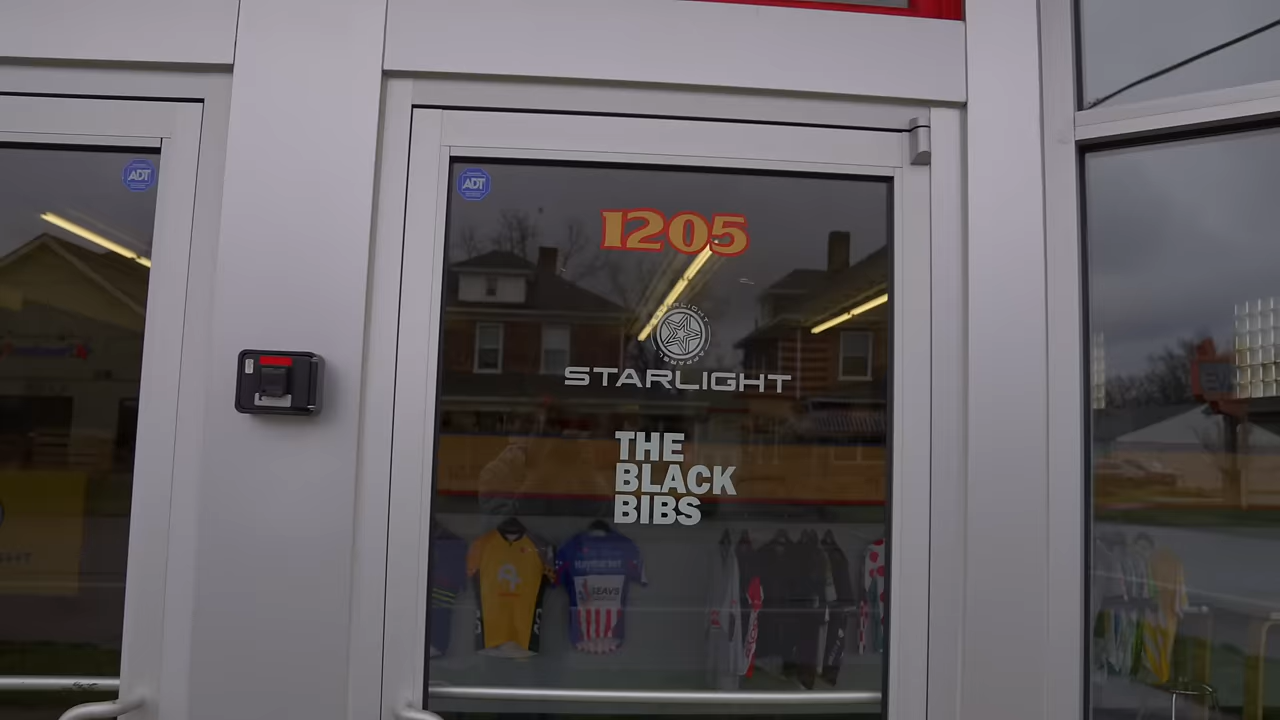 ADT
ADT
1205
STARLIGHT
APPAREL
STARLIGHT
THE
BLACK
BIBS